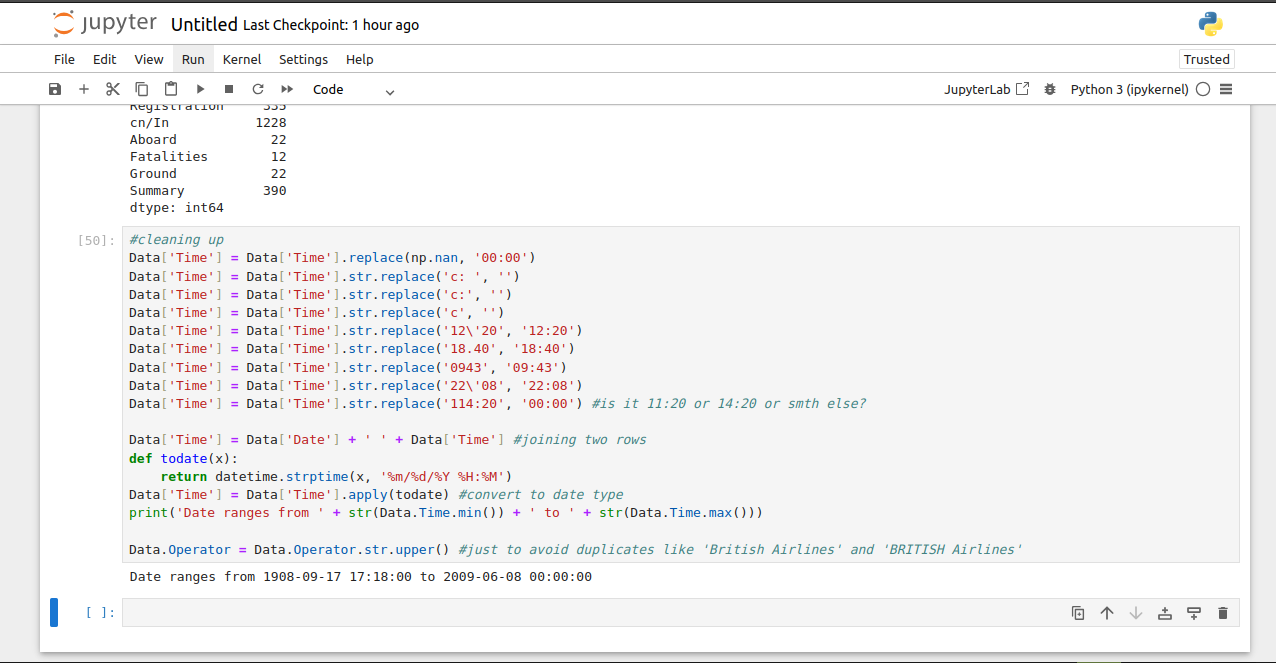 jupyter Untitled Last Checkpoint: 1 hour ago
File Edit View Run Kernel Settings Help Trusted
Code JupyterLab Python 3 (ipykernel)
Registration 335
cn/In 1228
Aboard 22
Fatalities 12
Ground 22
Summary 390
dtype: int64
[50]: #cleaning up
Data['Time'] = Data['Time'].replace(np.nan, '00:00')
Data['Time'] = Data['Time'].str.replace('c: ', '')
Data['Time'] = Data['Time'].str.replace('c:', '')
Data['Time'] = Data['Time'].str.replace('c', '')
Data['Time'] = Data['Time'].str.replace('12\'20', '12:20')
Data['Time'] = Data['Time'].str.replace('18.40', '18:40')
Data['Time'] = Data['Time'].str.replace('0943', '09:43')
Data['Time'] = Data['Time'].str.replace('22\'08', '22:08')
Data['Time'] = Data['Time'].str.replace('114:20', '00:00') #is it 11:20 or 14:20 or smth else?
Data['Time'] = Data['Date'] + ' ' + Data['Time'] #joining two rows
def todate(x):
    return datetime.strptime(x, '%m/%d/%Y %H:%M')
Data['Time'] = Data['Time'].apply(todate) #convert to date type
print('Date ranges from ' + str(Data.Time.min()) + ' to ' + str(Data.Time.max()))
Data.Operator = Data.Operator.str.upper() #just to avoid duplicates like 'British Airlines' and 'BRITISH Airlines'
Date ranges from 1908-09-17 17:18:00 to 2009-06-08 00:00:00
[ ]: